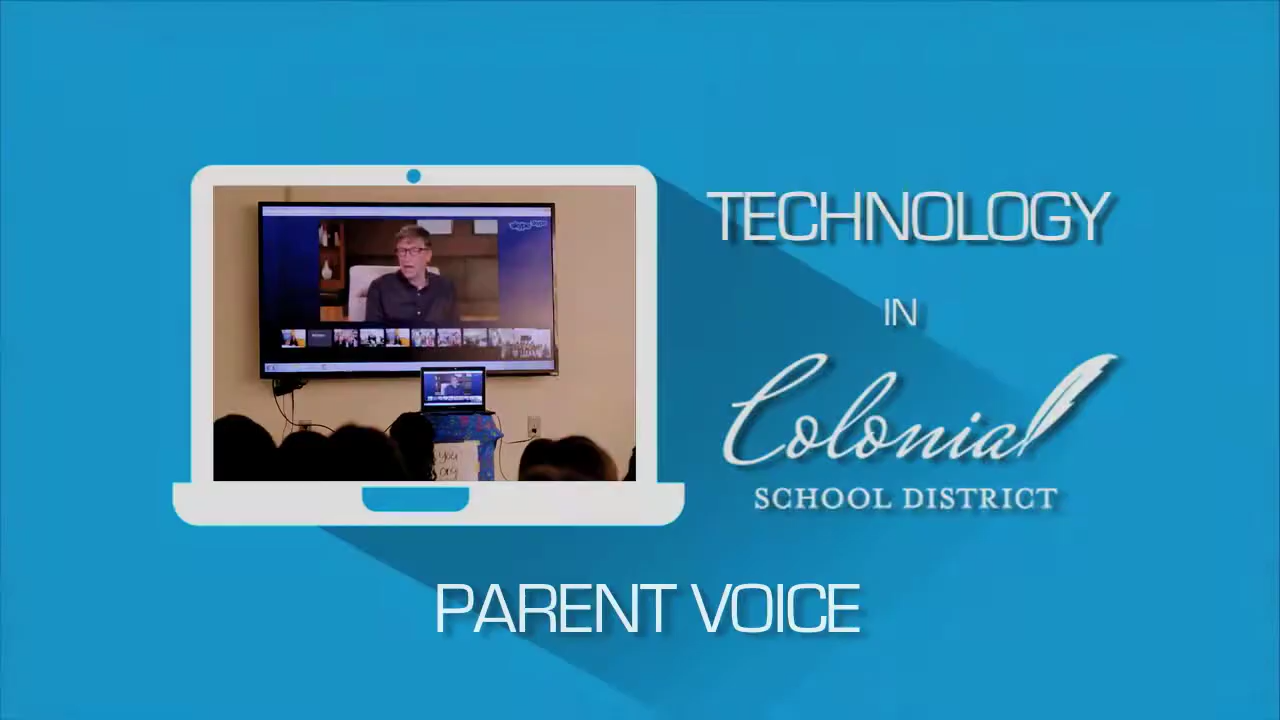 TECHNOLOGY
IN
Colonial
SCHOOL DISTRICT
PARENT VOICE